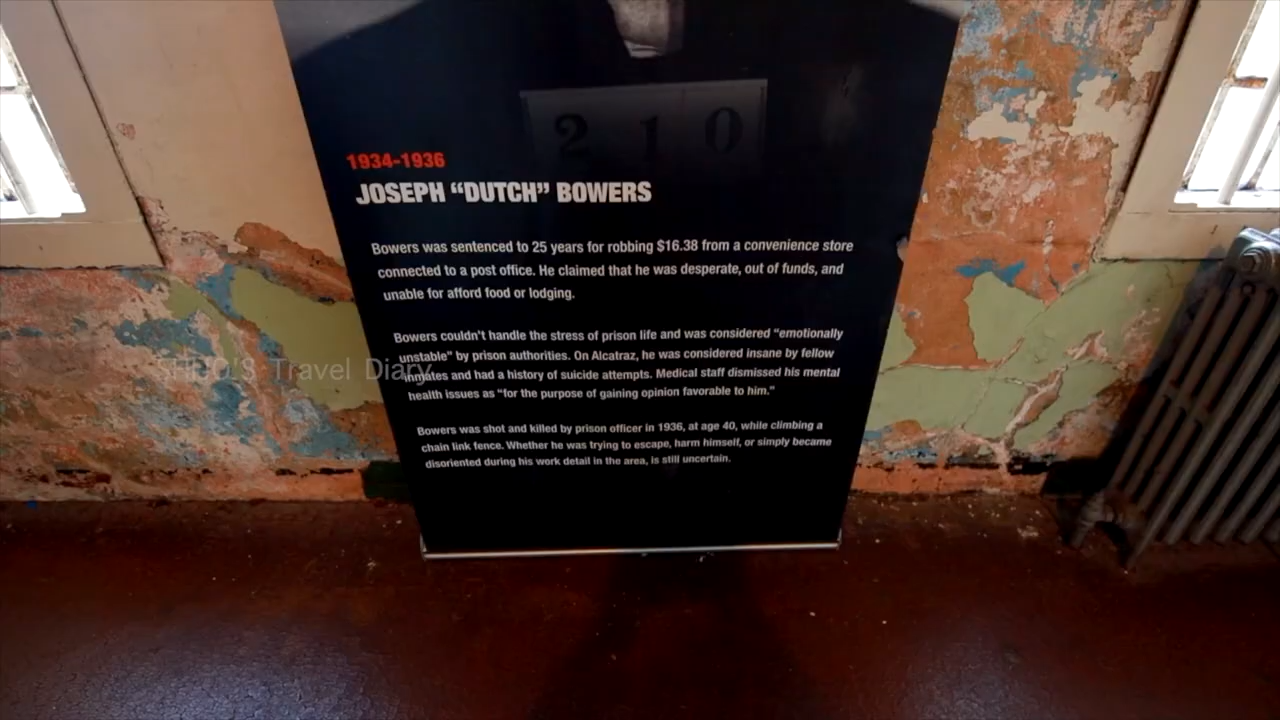 2 1 0
1934-1936
JOSEPH “DUTCH” BOWERS
Bowers was sentenced to 25 years for robbing $16.38 from a convenience store
connected to a post office. He claimed that he was desperate, out of funds, and
unable for afford food or lodging.
Bowers couldn't handle the stress of prison life and was considered “emotionally
unstable” by prison authorities. On Alcatraz, he was considered insane by fellow
inmates and had a history of suicide attempts. Medical staff dismissed his mental
health issues as “for the purpose of gaining opinion favorable to him.”
Bowers was shot and killed by prison officer in 1936, at age 40, while climbing a
chain link fence. Whether he was trying to escape, harm himself, or simply became
disoriented during his work detail in the area, is still uncertain.
Travel Diary